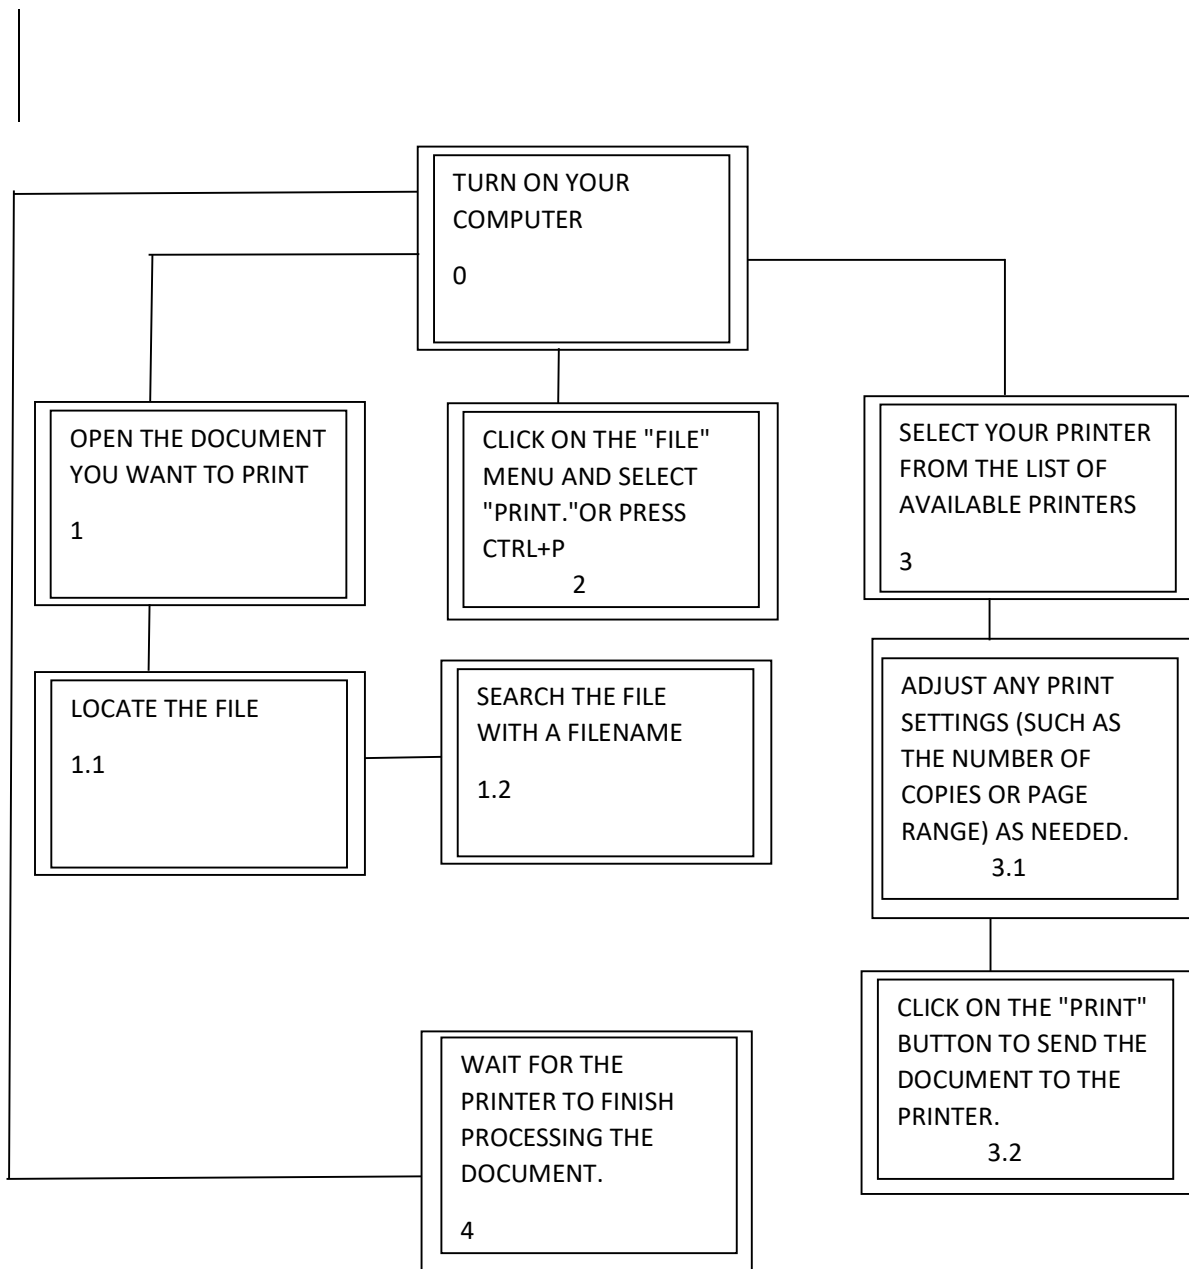 TURN ON YOUR
COMPUTER
0
OPEN THE DOCUMENT
YOU WANT TO PRINT
1
CLICK ON THE "FILE"
MENU AND SELECT
"PRINT."OR PRESS
CTRL+P
2
SELECT YOUR PRINTER
FROM THE LIST OF
AVAILABLE PRINTERS
3
LOCATE THE FILE
1.1
SEARCH THE FILE
WITH A FILENAME
1.2
ADJUST ANY PRINT
SETTINGS (SUCH AS
THE NUMBER OF
COPIES OR PAGE
RANGE) AS NEEDED.
3.1
CLICK ON THE "PRINT"
BUTTON TO SEND THE
DOCUMENT TO THE
PRINTER.
3.2
WAIT FOR THE
PRINTER TO FINISH
PROCESSING THE
DOCUMENT.
4